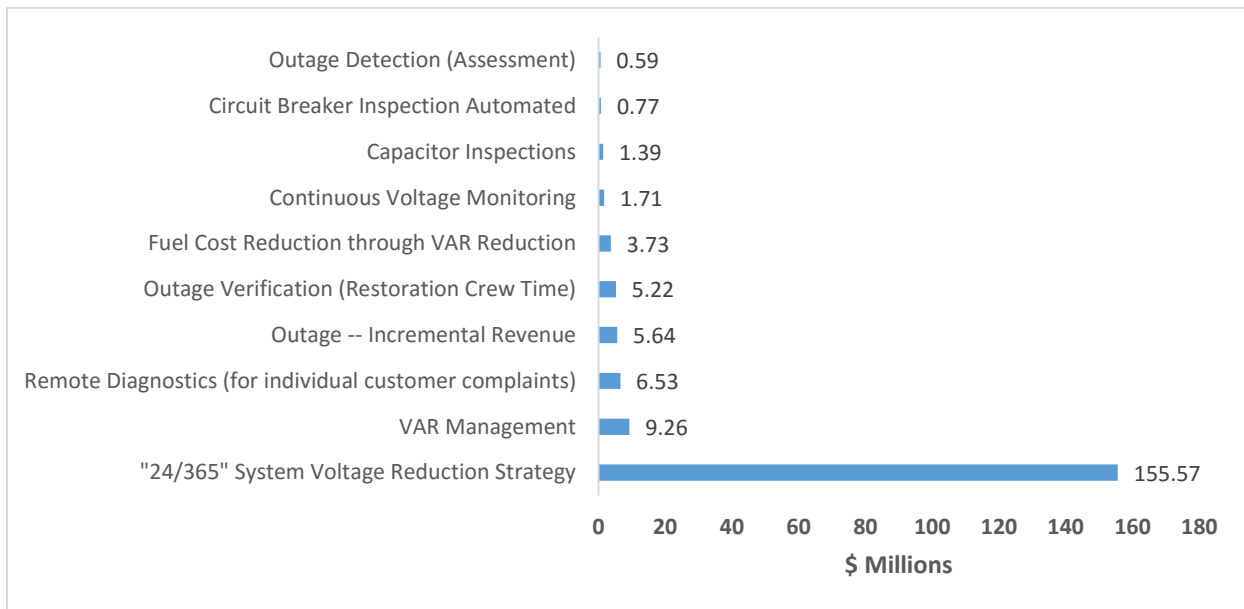 Outage Detection (Assessment) 0.59
Circuit Breaker Inspection Automated 0.77
Capacitor Inspections 1.39
Continuous Voltage Monitoring 1.71
Fuel Cost Reduction through VAR Reduction 3.73
Outage Verification (Restoration Crew Time) 5.22
Outage -- Incremental Revenue 5.64
Remote Diagnostics (for individual customer complaints) 6.53
VAR Management 9.26
"24/365" System Voltage Reduction Strategy 155.57
0 20 40 60 80 100 120 140 160 180
$ Millions